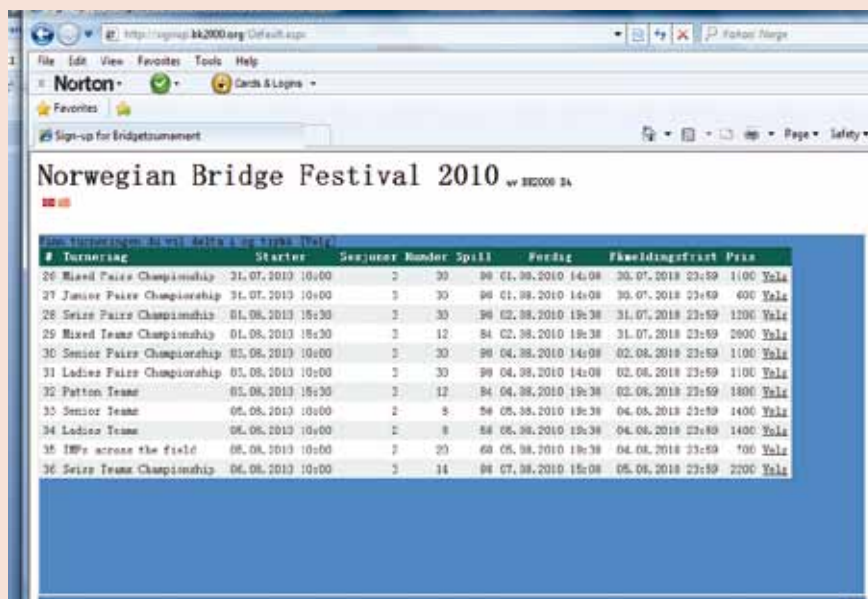 http://signup.bk2000.org/Default.aspx
File Edit View Favorites Tools Help
Norton Cards & Logins
Favorites
Sign-up for Bridgetournament Page Safety
Norwegian Bridge Festival 2010 av BK2000 DA
Finn turneringen du vil delta i og trykk [Velg]
# Turnering Starter Sesjoner Runder Spill Ferdig Påmeldingsfrist Pris
26 Mixed Pairs Championship 31.07.2010 10:00 3 30 90 01.08.2010 14:00 30.07.2010 23:59 1100 Velg
27 Junior Pairs Championship 31.07.2010 10:00 3 30 90 01.08.2010 14:00 30.07.2010 23:59 600 Velg
28 Swiss Pairs Championship 01.08.2010 15:30 3 30 90 02.08.2010 19:30 31.07.2010 23:59 1200 Velg
29 Mixed Teams Championship 01.08.2010 15:30 3 12 84 02.08.2010 19:30 31.07.2010 23:59 2000 Velg
30 Senior Pairs Championship 03.08.2010 10:00 3 30 90 04.08.2010 14:00 02.08.2010 23:59 1100 Velg
31 Ladies Pairs Championship 03.08.2010 10:00 3 30 90 04.08.2010 14:00 02.08.2010 23:59 1100 Velg
32 Patton Teams 03.08.2010 15:30 3 12 84 04.08.2010 19:30 02.08.2010 23:59 1800 Velg
33 Senior Teams 05.08.2010 10:00 2 8 56 05.08.2010 19:30 04.08.2010 23:59 1400 Velg
34 Ladies Teams 05.08.2010 10:00 2 8 56 05.08.2010 19:30 04.08.2010 23:59 1400 Velg
35 IMPs across the field 05.08.2010 10:00 2 20 60 05.08.2010 19:30 04.08.2010 23:59 700 Velg
36 Swiss Teams Championship 06.08.2010 10:00 3 14 98 07.08.2010 15:00 05.08.2010 23:59 2200 Velg